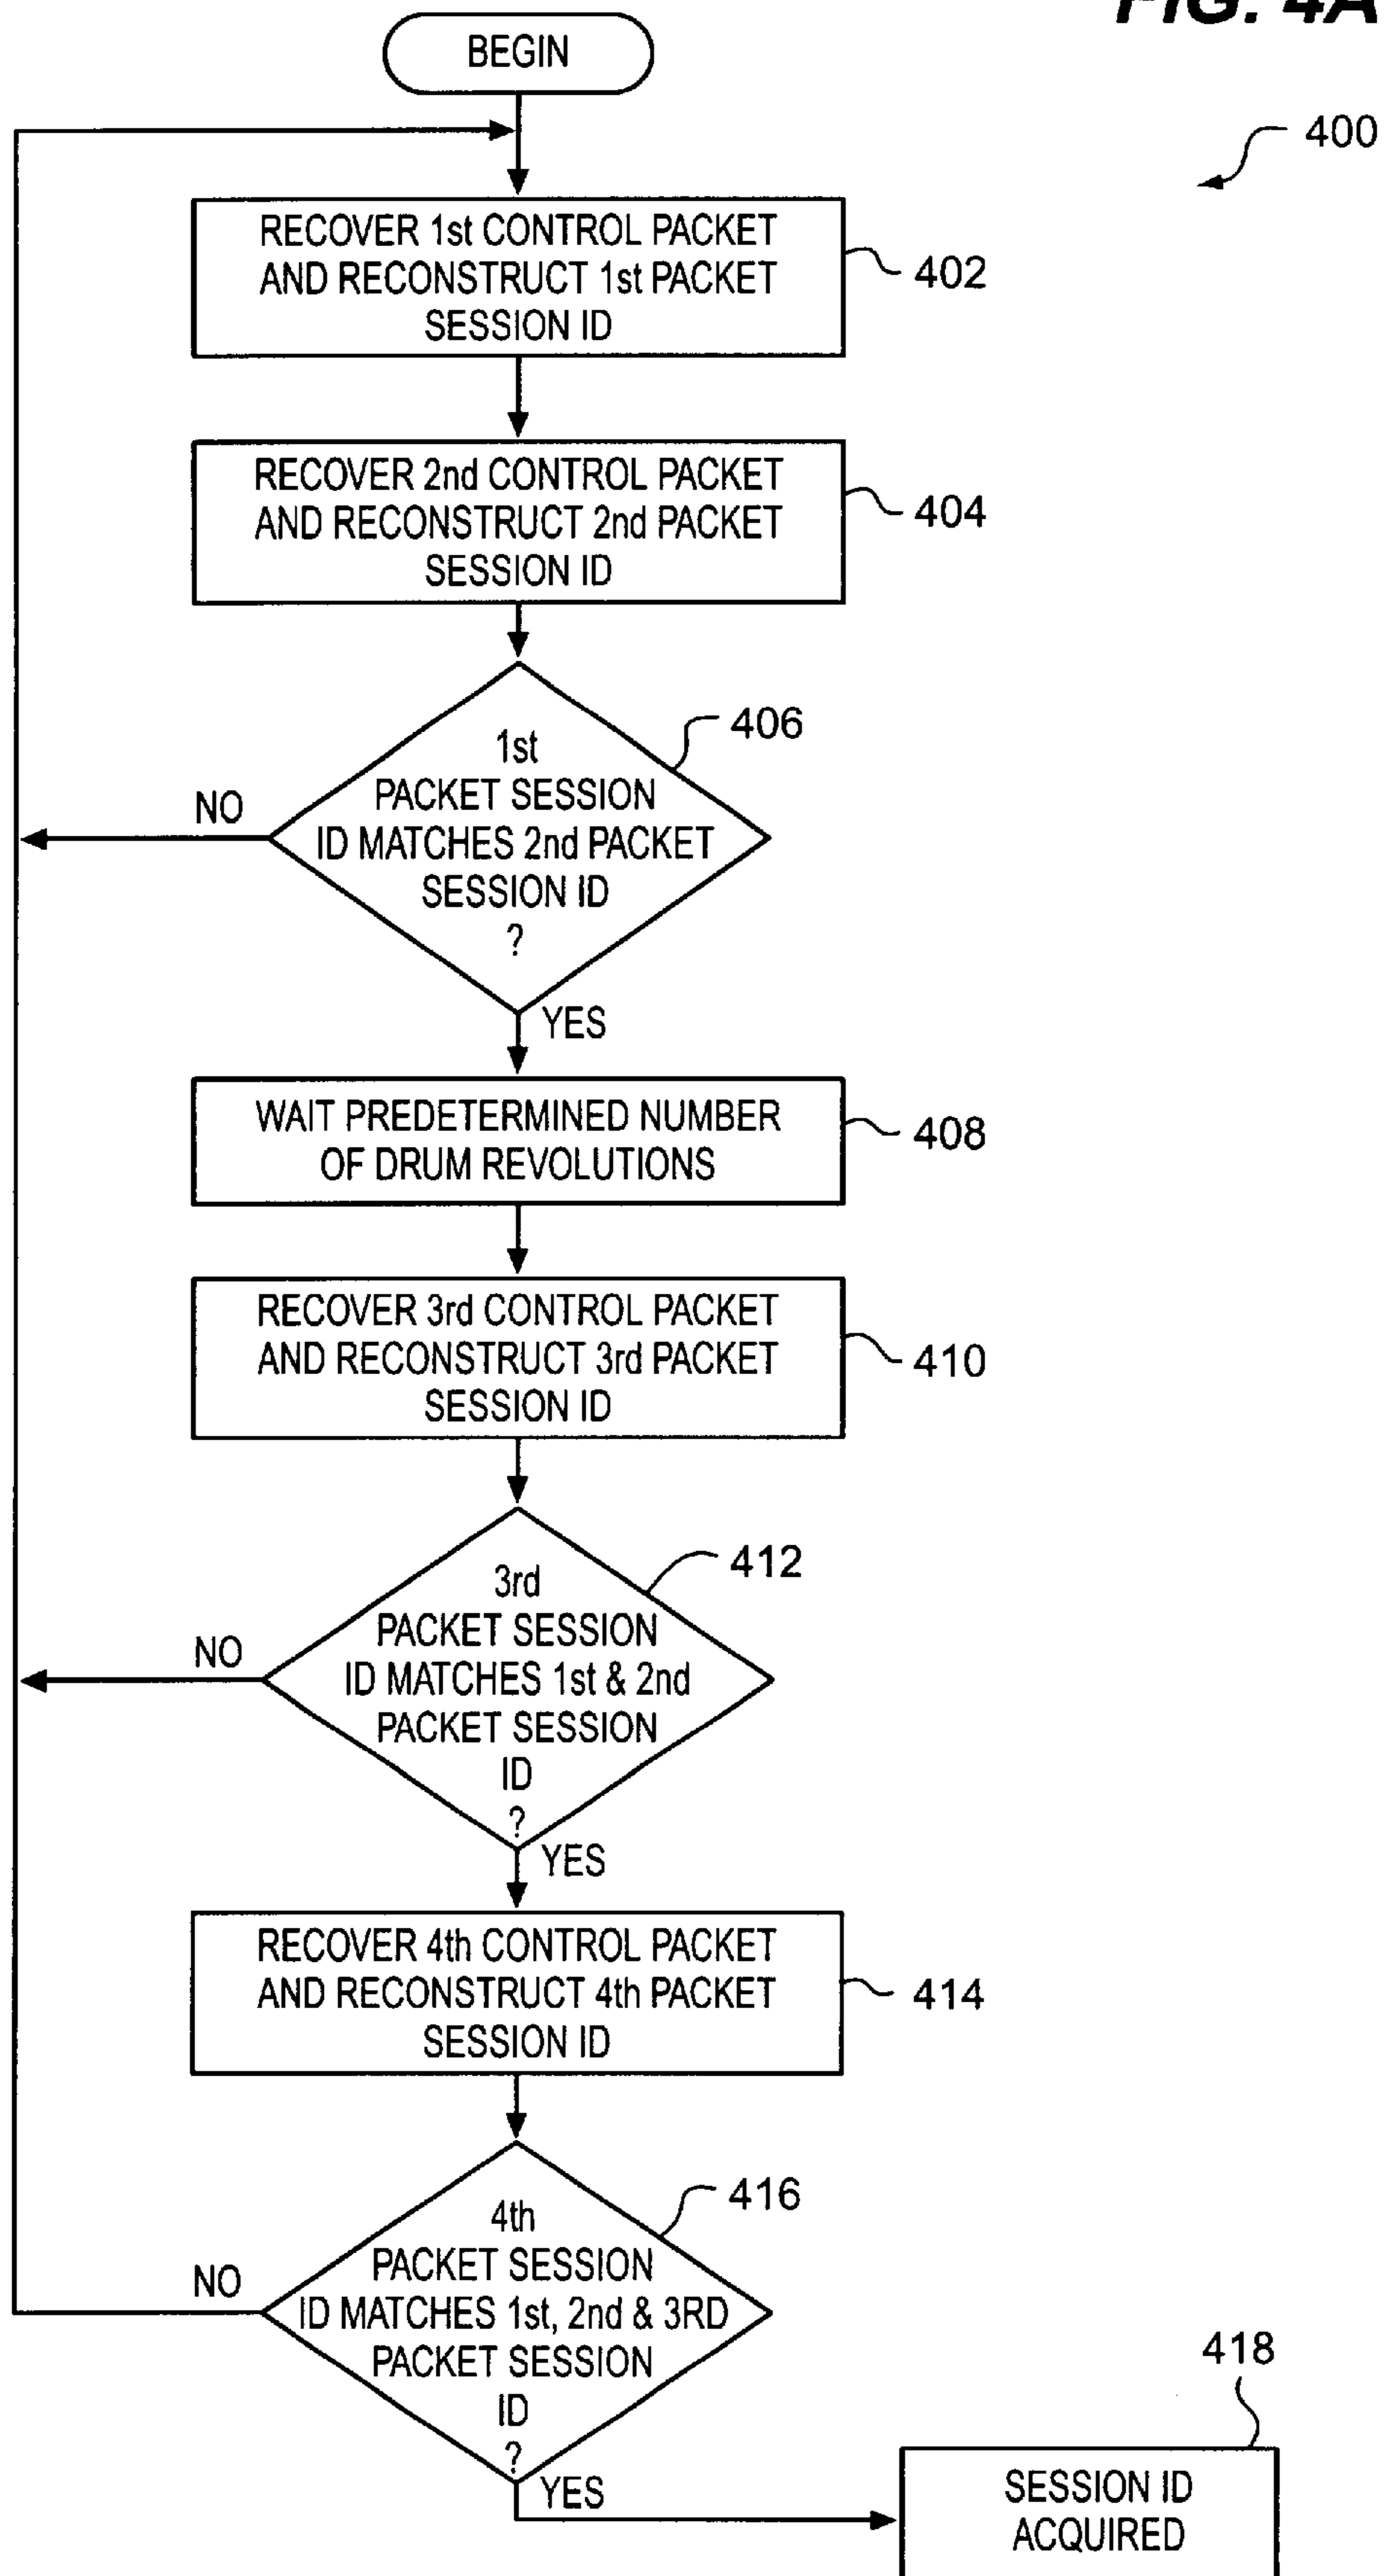 FIG. 4A
BEGIN
400
RECOVER 1st CONTROL PACKET
AND RECONSTRUCT 1st PACKET
SESSION ID
402
RECOVER 2nd CONTROL PACKET
AND RECONSTRUCT 2nd PACKET
SESSION ID
404
406
1st
PACKET SESSION
ID MATCHES 2nd PACKET
SESSION ID
?
NO
YES
WAIT PREDETERMINED NUMBER
OF DRUM REVOLUTIONS
408
RECOVER 3rd CONTROL PACKET
AND RECONSTRUCT 3rd PACKET
SESSION ID
410
412
3rd
PACKET SESSION
ID MATCHES 1st & 2nd
PACKET SESSION
ID
?
NO
YES
RECOVER 4th CONTROL PACKET
AND RECONSTRUCT 4th PACKET
SESSION ID
414
416
4th
PACKET SESSION
ID MATCHES 1st, 2nd & 3RD
PACKET SESSION
ID
?
NO
YES
418
SESSION ID
ACQUIRED